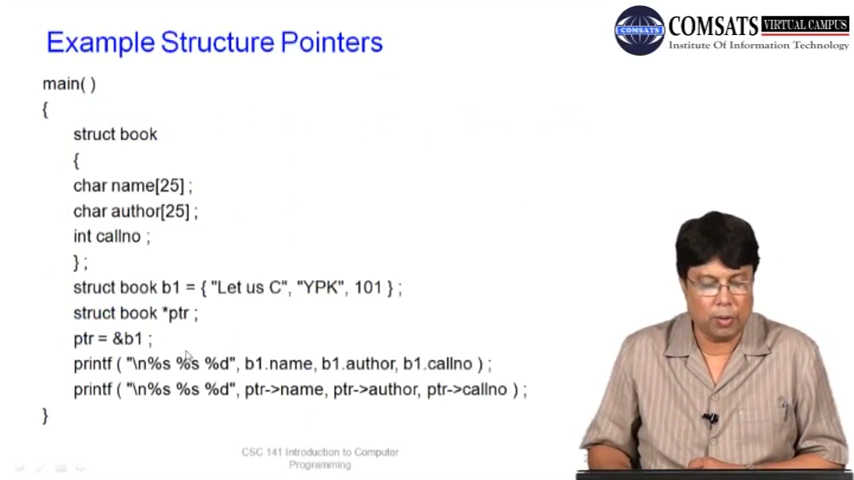 Example Structure Pointers
COMSATS
COMSATS
VIRTUAL CAMPUS
Institute Of Information Technology
main( )
{
struct book
{
char name[25] ;
char author[25] ;
int callno ;
} ;
struct book b1 = { "Let us C", "YPK", 101 } ;
struct book *ptr ;
ptr = &b1 ;
printf ( "\n%s %s %d", b1.name, b1.author, b1.callno ) ;
printf ( "\n%s %s %d", ptr->name, ptr->author, ptr->callno ) ;
}
CSC 141 Introduction to Computer
Programming